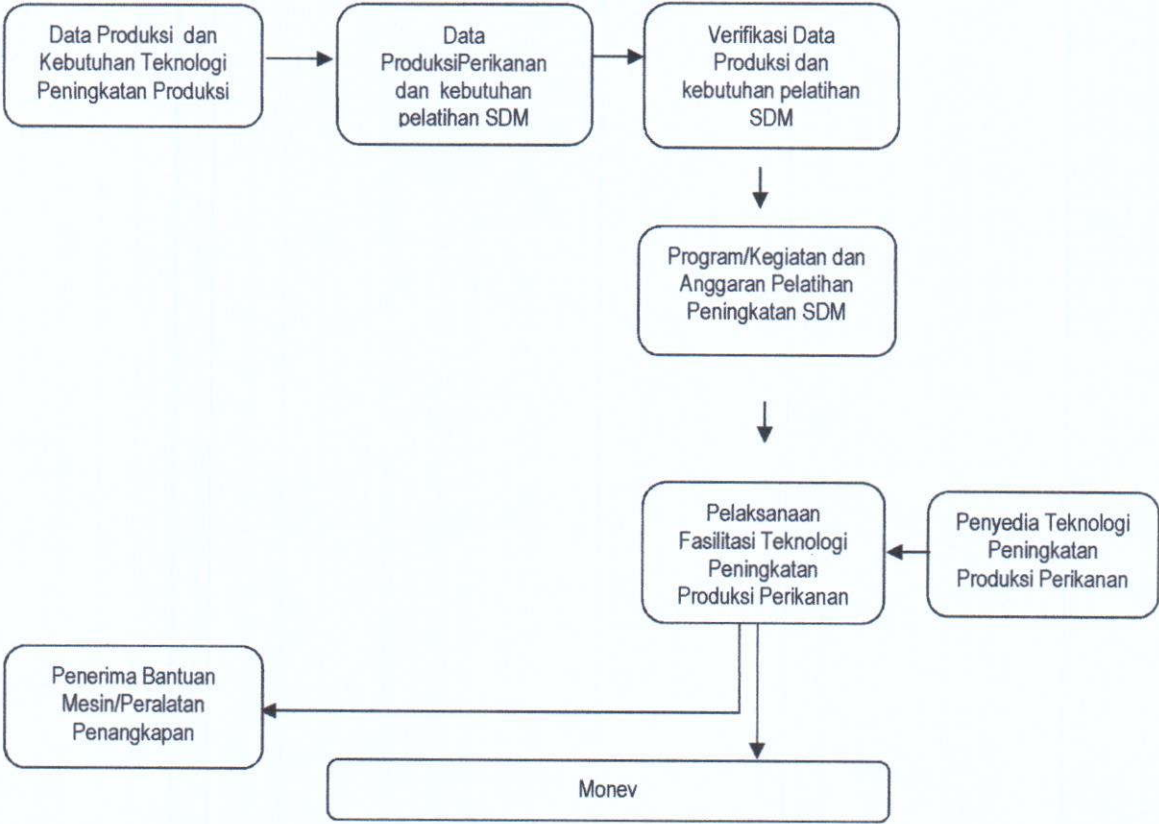 Data Produksi dan
Kebutuhan Teknologi
Peningkatan Produksi
Data
ProduksiPerikanan
dan kebutuhan
pelatihan SDM
Verifikasi Data
Produksi dan
kebutuhan pelatihan
SDM
Program/Kegiatan dan
Anggaran Pelatihan
Peningkatan SDM
Pelaksanaan
Fasilitasi Teknologi
Peningkatan
Produksi Perikanan
Penyedia Teknologi
Peningkatan
Produksi Perikanan
Penerima Bantuan
Mesin/Peralatan
Penangkapan
Monev